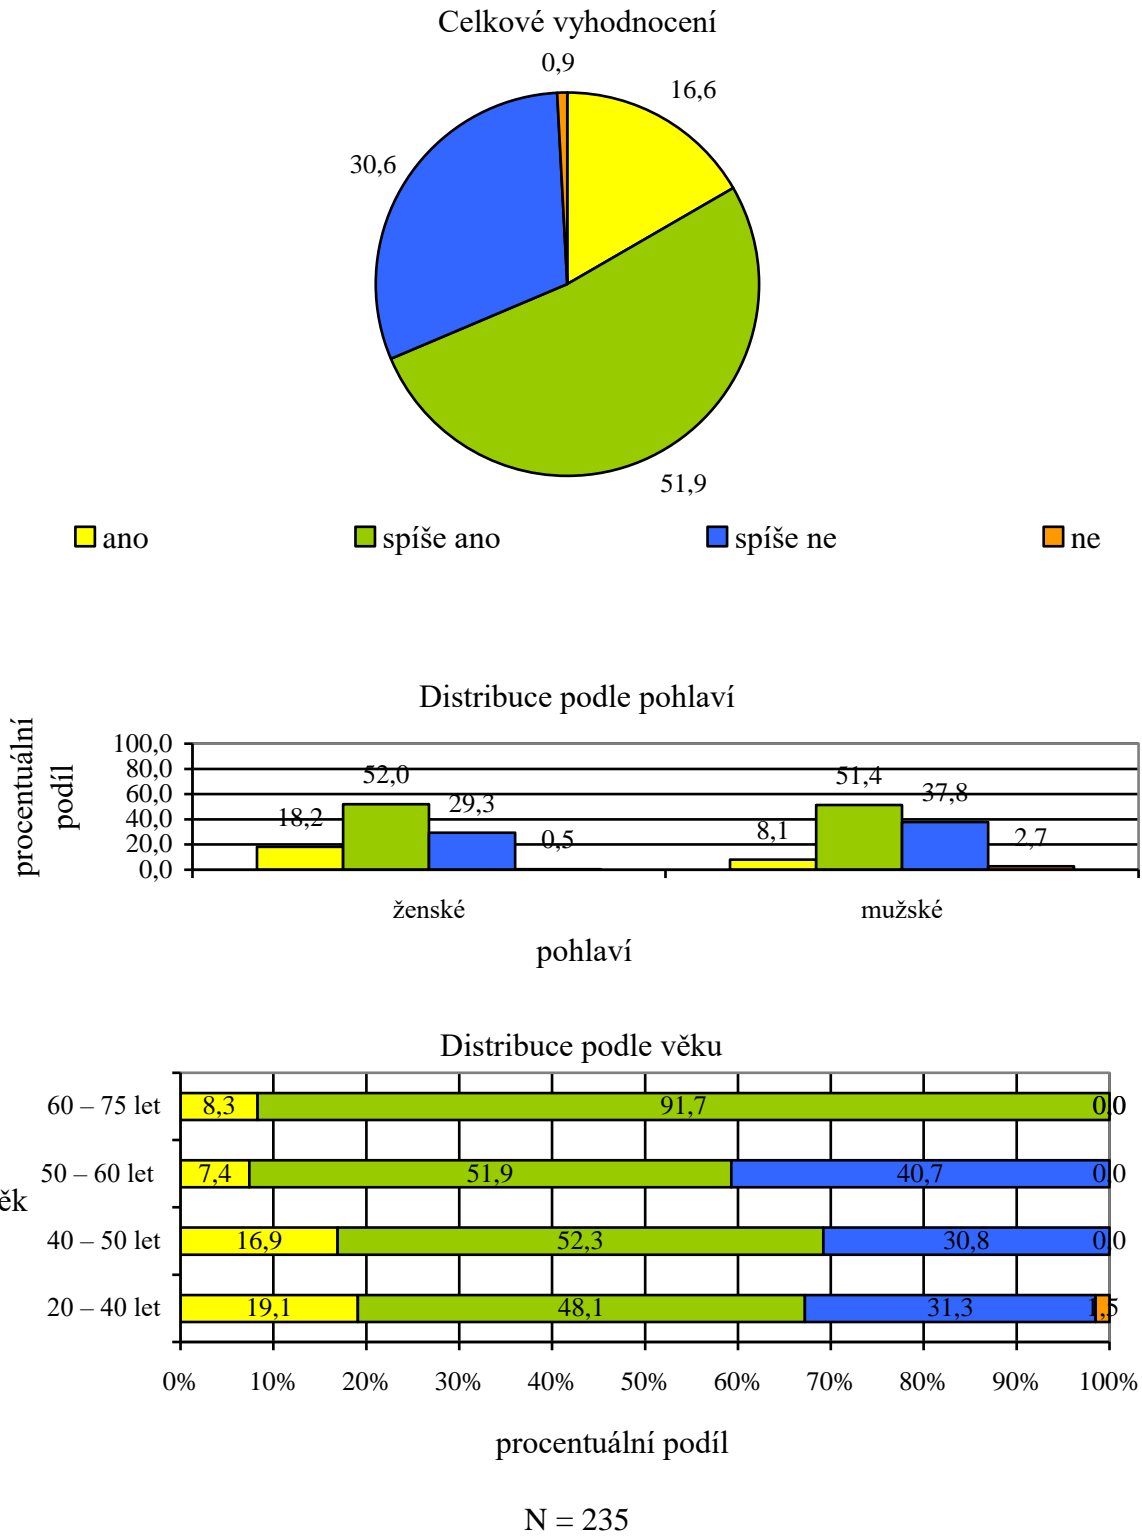 Celkové vyhodnocení
0,9
16,6
30,6
51,9
ano spíše ano spíše ne ne
Distribuce podle pohlaví
procentuální
podíl
100,0
80,0
60,0
40,0
20,0
0,0
18,2 52,0 29,3 0,5 8,1 51,4 37,8 2,7
ženské mužské
pohlaví
Distribuce podle věku
60 – 75 let 8,3 91,7 0,0 0,0
50 – 60 let 7,4 51,9 40,7 0,0
ěk
40 – 50 let 16,9 52,3 30,8 0,0
20 – 40 let 19,1 48,1 31,3 1,5
0% 10% 20% 30% 40% 50% 60% 70% 80% 90% 100%
procentuální podíl
N = 235